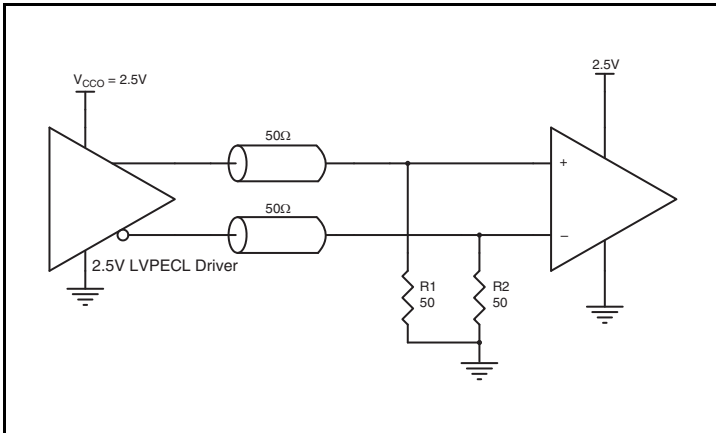 V_CCO = 2.5V
2.5V
50Ω
50Ω
+
–
2.5V LVPECL Driver
R1
50
R2
50